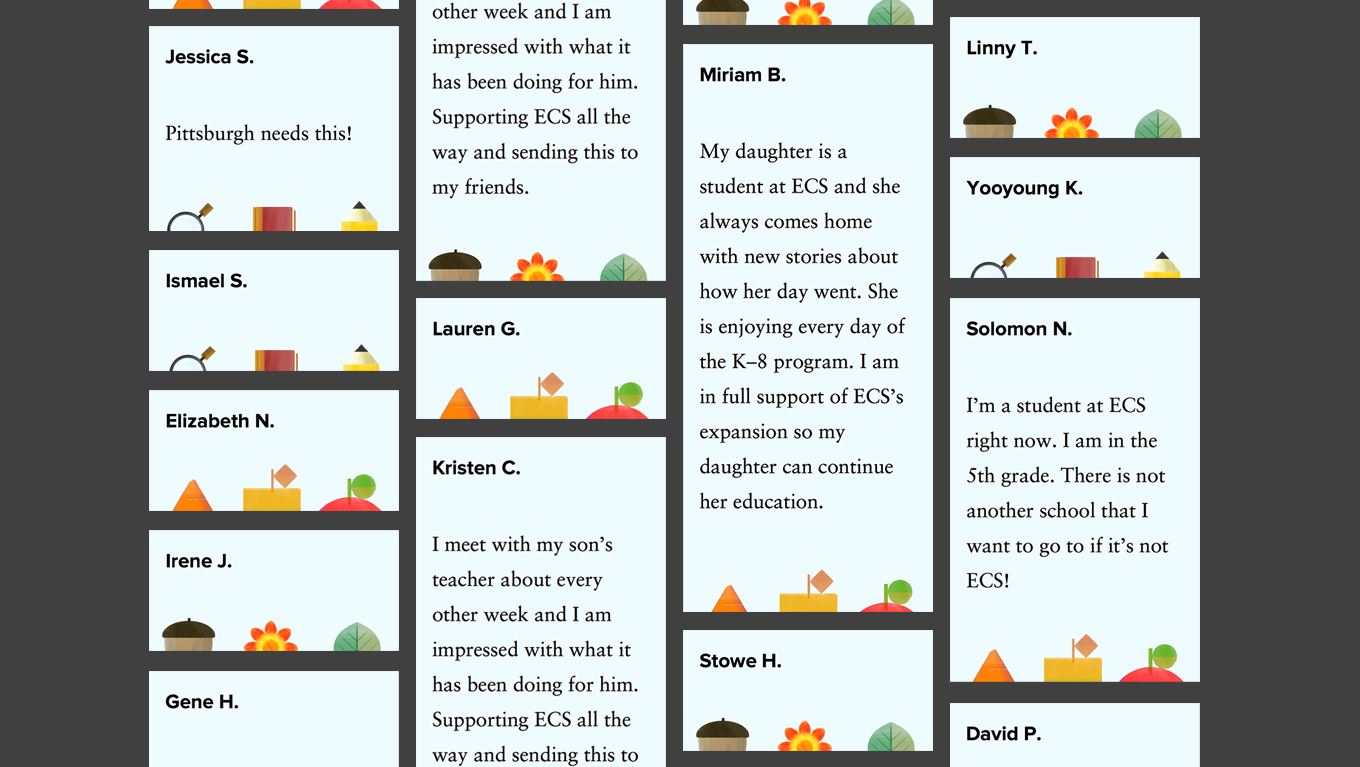 Jessica S.
Pittsburgh needs this!
Ismael S.
Elizabeth N.
Irene J.
Gene H.
other week and I am
impressed with what it
has been doing for him.
Supporting ECS all the
way and sending this to
my friends.
Lauren G.
Kristen C.
I meet with my son’s
teacher about every
other week and I am
impressed with what it
has been doing for him.
Supporting ECS all the
way and sending this to
Miriam B.
My daughter is a
student at ECS and she
always comes home
with new stories about
how her day went. She
is enjoying every day of
the K–8 program. I am
in full support of ECS’s
expansion so my
daughter can continue
her education.
Stowe H.
Linny T.
Yooyoung K.
Solomon N.
I’m a student at ECS
right now. I am in the
5th grade. There is not
another school that I
want to go to if it’s not
ECS!
David P.